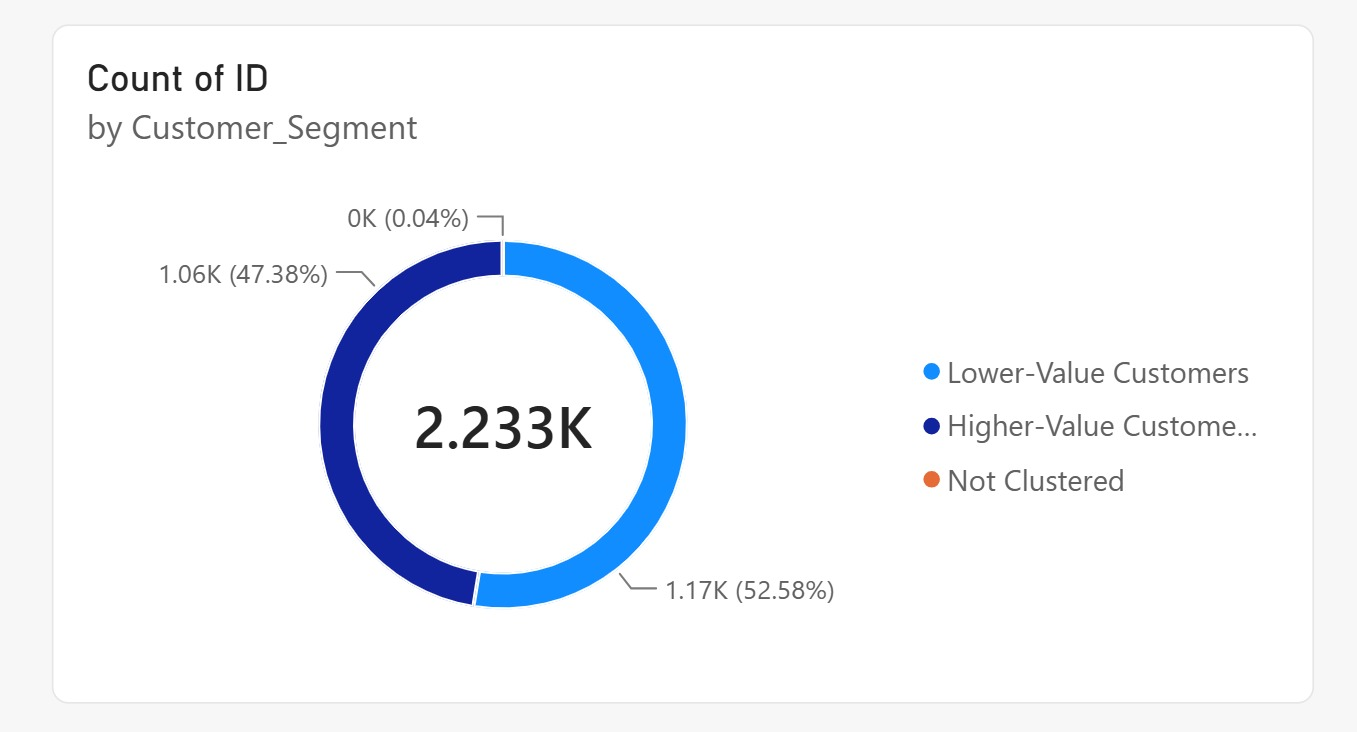 Count of ID
by Customer_Segment
0K (0.04%)
1.06K (47.38%)
2.233K
1.17K (52.58%)
Lower-Value Customers
Higher-Value Custome...
Not Clustered